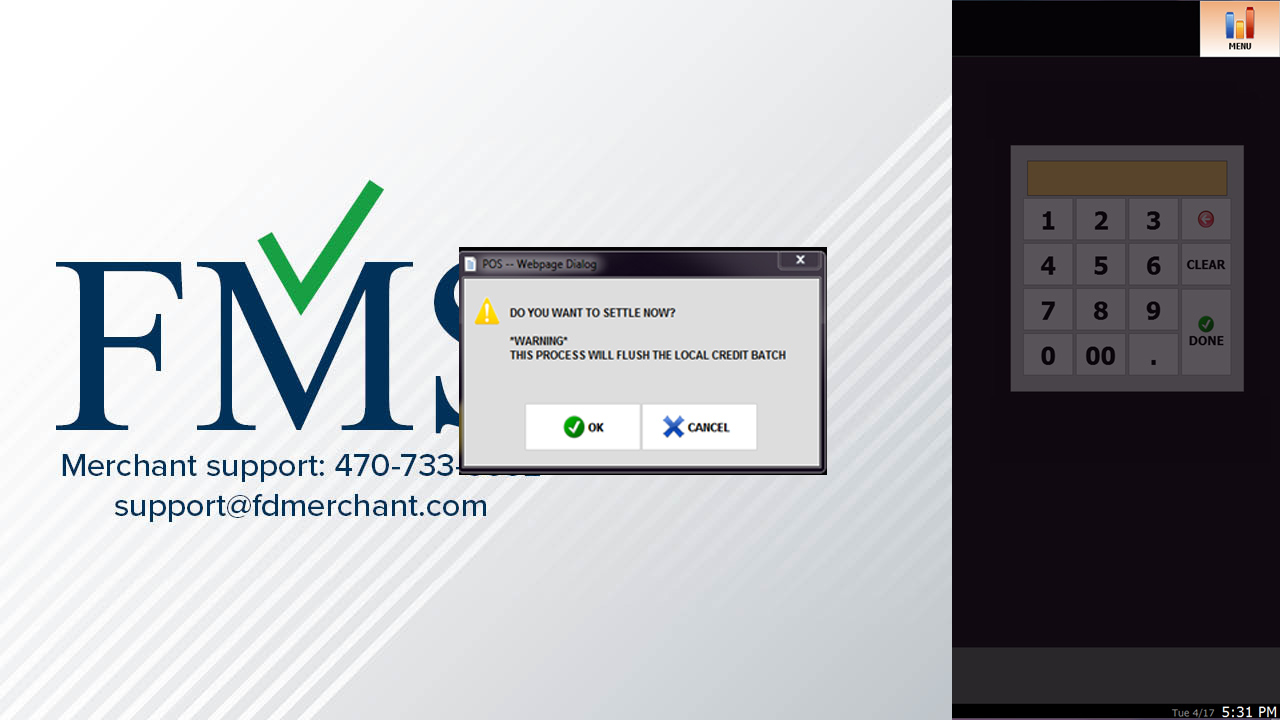 MENU
FMS
Merchant support: 470-733-
support@fdmerchant.com
POS -- Webpage Dialog
X
DO YOU WANT TO SETTLE NOW?
*WARNING*
THIS PROCESS WILL FLUSH THE LOCAL CREDIT BATCH
OK
CANCEL
1 2 3
4 5 6 CLEAR
7 8 9
DONE
0 00 .
Tue 4/17 5:31 PM